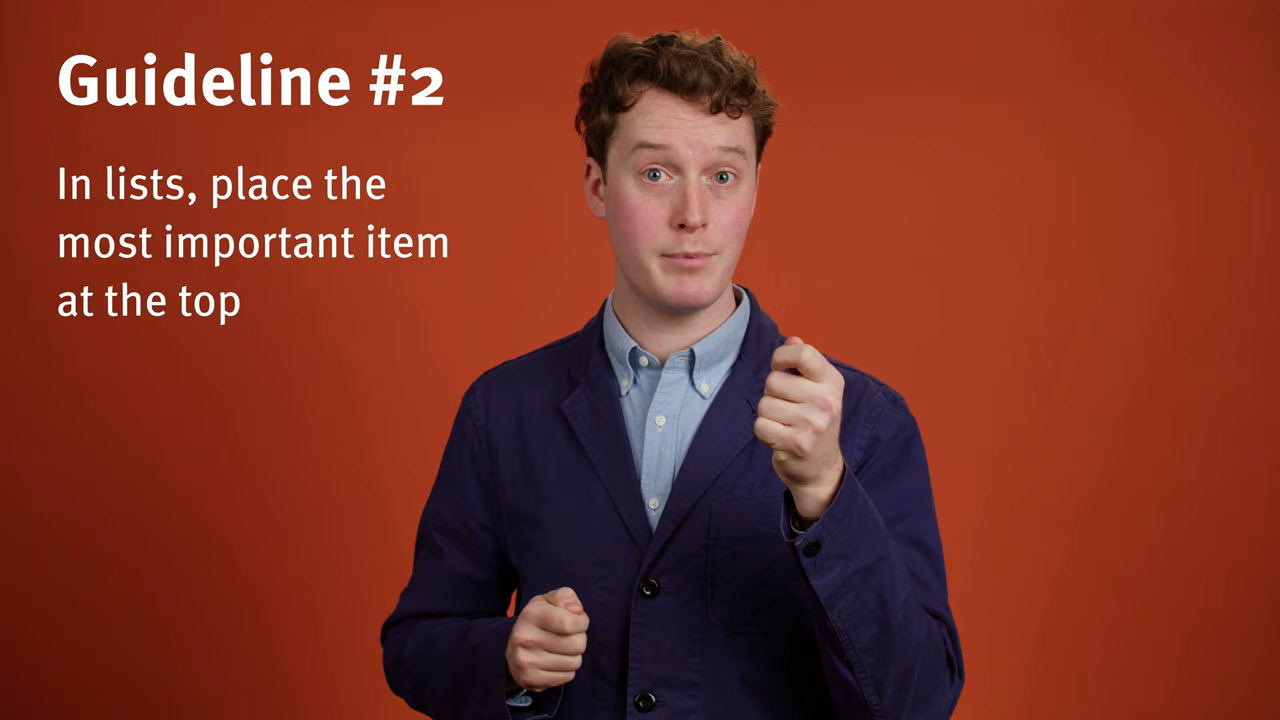 Guideline #2
In lists, place the
most important item
at the top